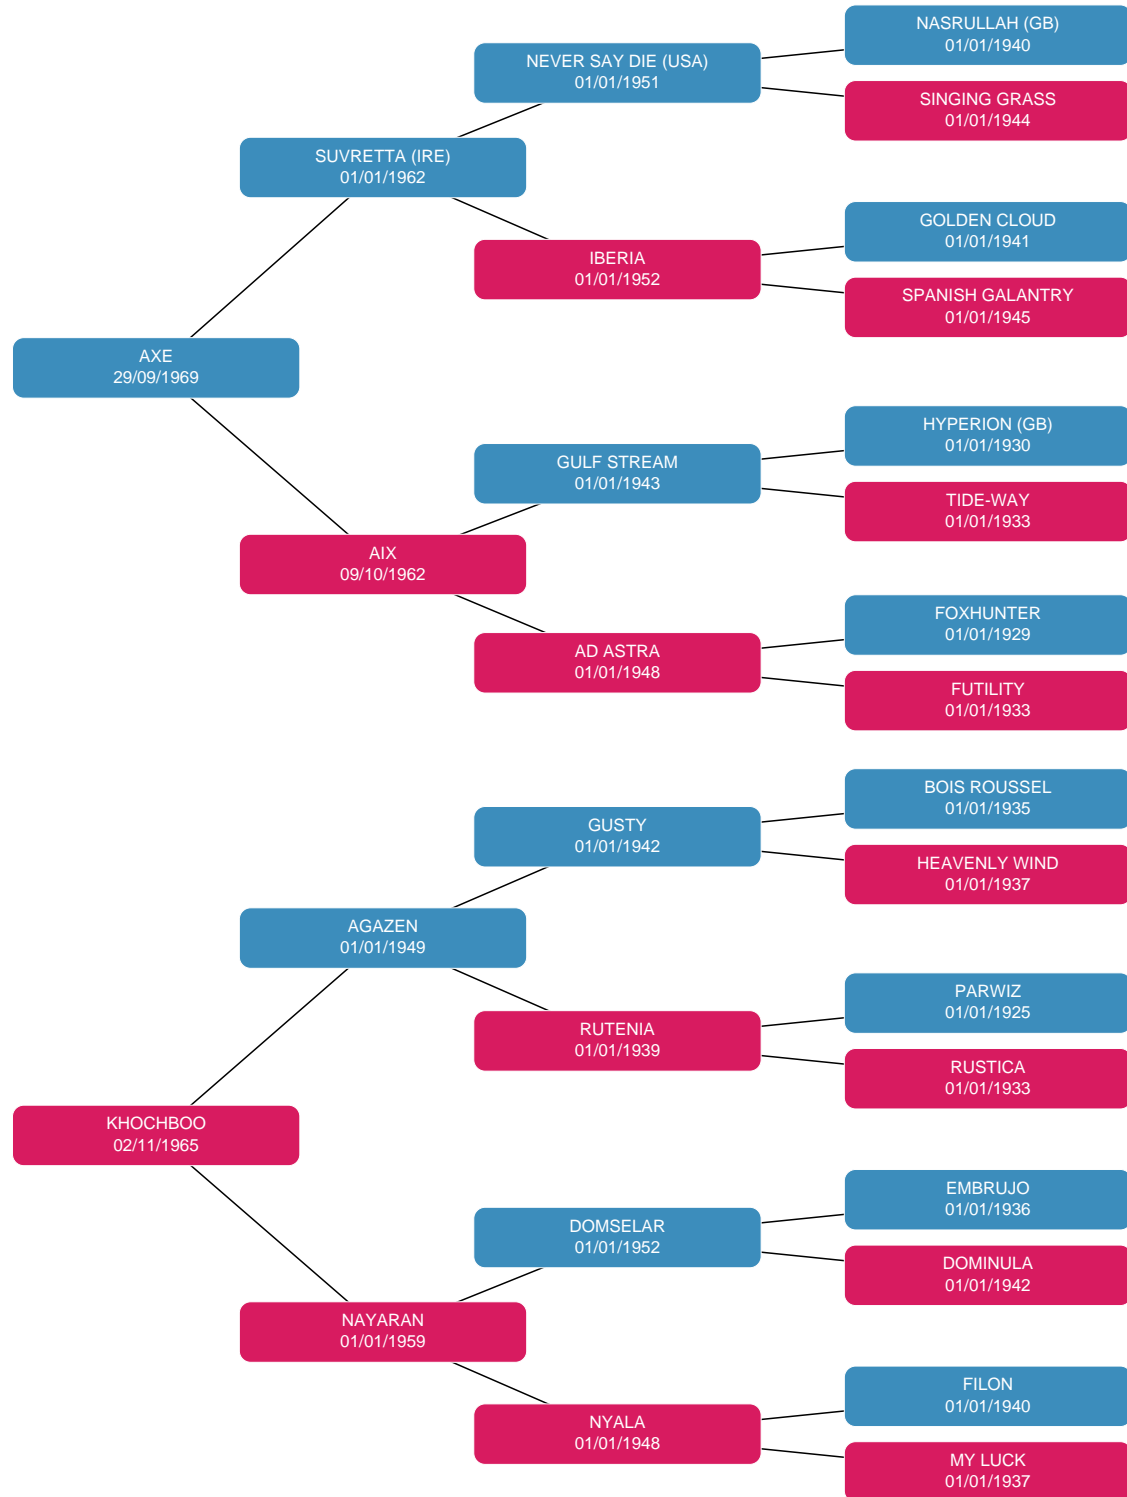 NASRULLAH (GB)
01/01/1940
NEVER SAY DIE (USA)
01/01/1951
SINGING GRASS
01/01/1944
SUVRETTA (IRE)
01/01/1962
GOLDEN CLOUD
01/01/1941
IBERIA
01/01/1952
SPANISH GALANTRY
01/01/1945
AXE
29/09/1969
HYPERION (GB)
01/01/1930
GULF STREAM
01/01/1943
TIDE-WAY
01/01/1933
AIX
09/10/1962
FOXHUNTER
01/01/1929
AD ASTRA
01/01/1948
FUTILITY
01/01/1933
BOIS ROUSSEL
01/01/1935
GUSTY
01/01/1942
HEAVENLY WIND
01/01/1937
AGAZEN
01/01/1949
PARWIZ
01/01/1925
RUTENIA
01/01/1939
RUSTICA
01/01/1933
KHOCHBOO
02/11/1965
EMBRUJO
01/01/1936
DOMSELAR
01/01/1952
DOMINULA
01/01/1942
NAYARAN
01/01/1959
FILON
01/01/1940
NYALA
01/01/1948
MY LUCK
01/01/1937